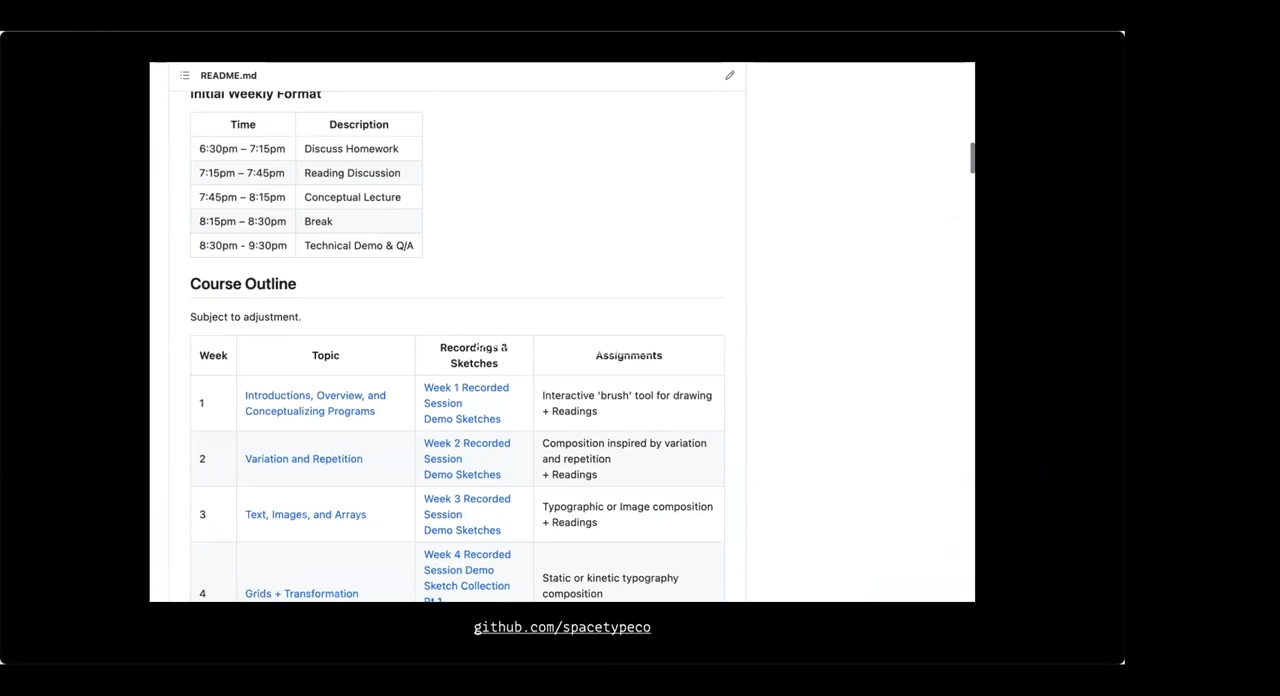 README.md
Initial Weekly Format
Time Description
6:30pm – 7:15pm Discuss Homework
7:15pm – 7:45pm Reading Discussion
7:45pm – 8:15pm Conceptual Lecture
8:15pm – 8:30pm Break
8:30pm - 9:30pm Technical Demo & Q/A
Course Outline
Subject to adjustment.
Week Topic Recordings & Sketches Assignments
1
Introductions, Overview, and
Conceptualizing Programs
Week 1 Recorded
Session
Demo Sketches
Interactive 'brush' tool for drawing
+ Readings
2
Variation and Repetition
Week 2 Recorded
Session
Demo Sketches
Composition inspired by variation
and repetition
+ Readings
3
Text, Images, and Arrays
Week 3 Recorded
Session
Demo Sketches
Typographic or Image composition
+ Readings
4
Grids + Transformation
Week 4 Recorded
Session Demo
Sketch Collection
Pt 1
Static or kinetic typography
composition
github.com/spacetypeco